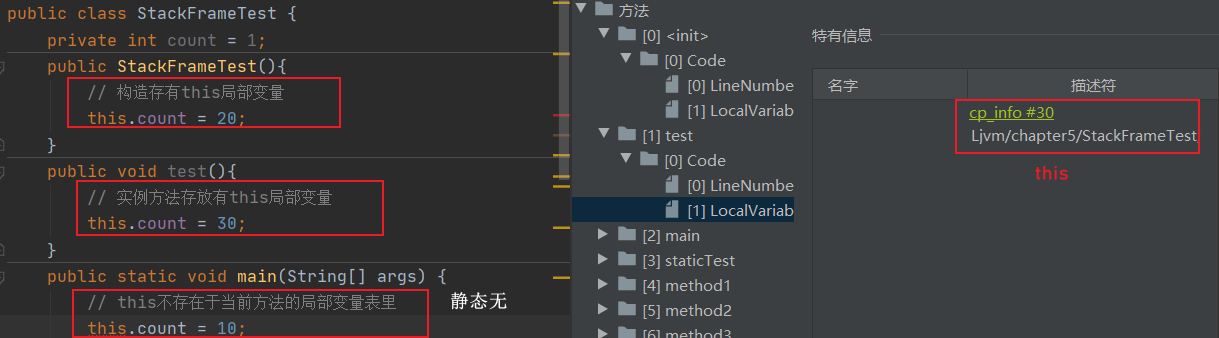 public class StackFrameTest {
private int count = 1;
public StackFrameTest(){
// 构造存有this局部变量
this.count = 20;
}
public void test(){
// 实例方法存放有this局部变量
this.count = 30;
}
public static void main(String[] args) {
// this不存在于当前方法的局部变量表里
静态无
this.count = 10;
方法
[0] <init>
[0] Code
[0] LineNumbe
[1] LocalVariab
[1] test
[0] Code
[0] LineNumbe
[1] LocalVariab
[2] main
[3] staticTest
[4] method1
[5] method2
[6] method3
特有信息
名字
描述符
cp_info #30
Ljvm/chapter5/StackFrameTest
this